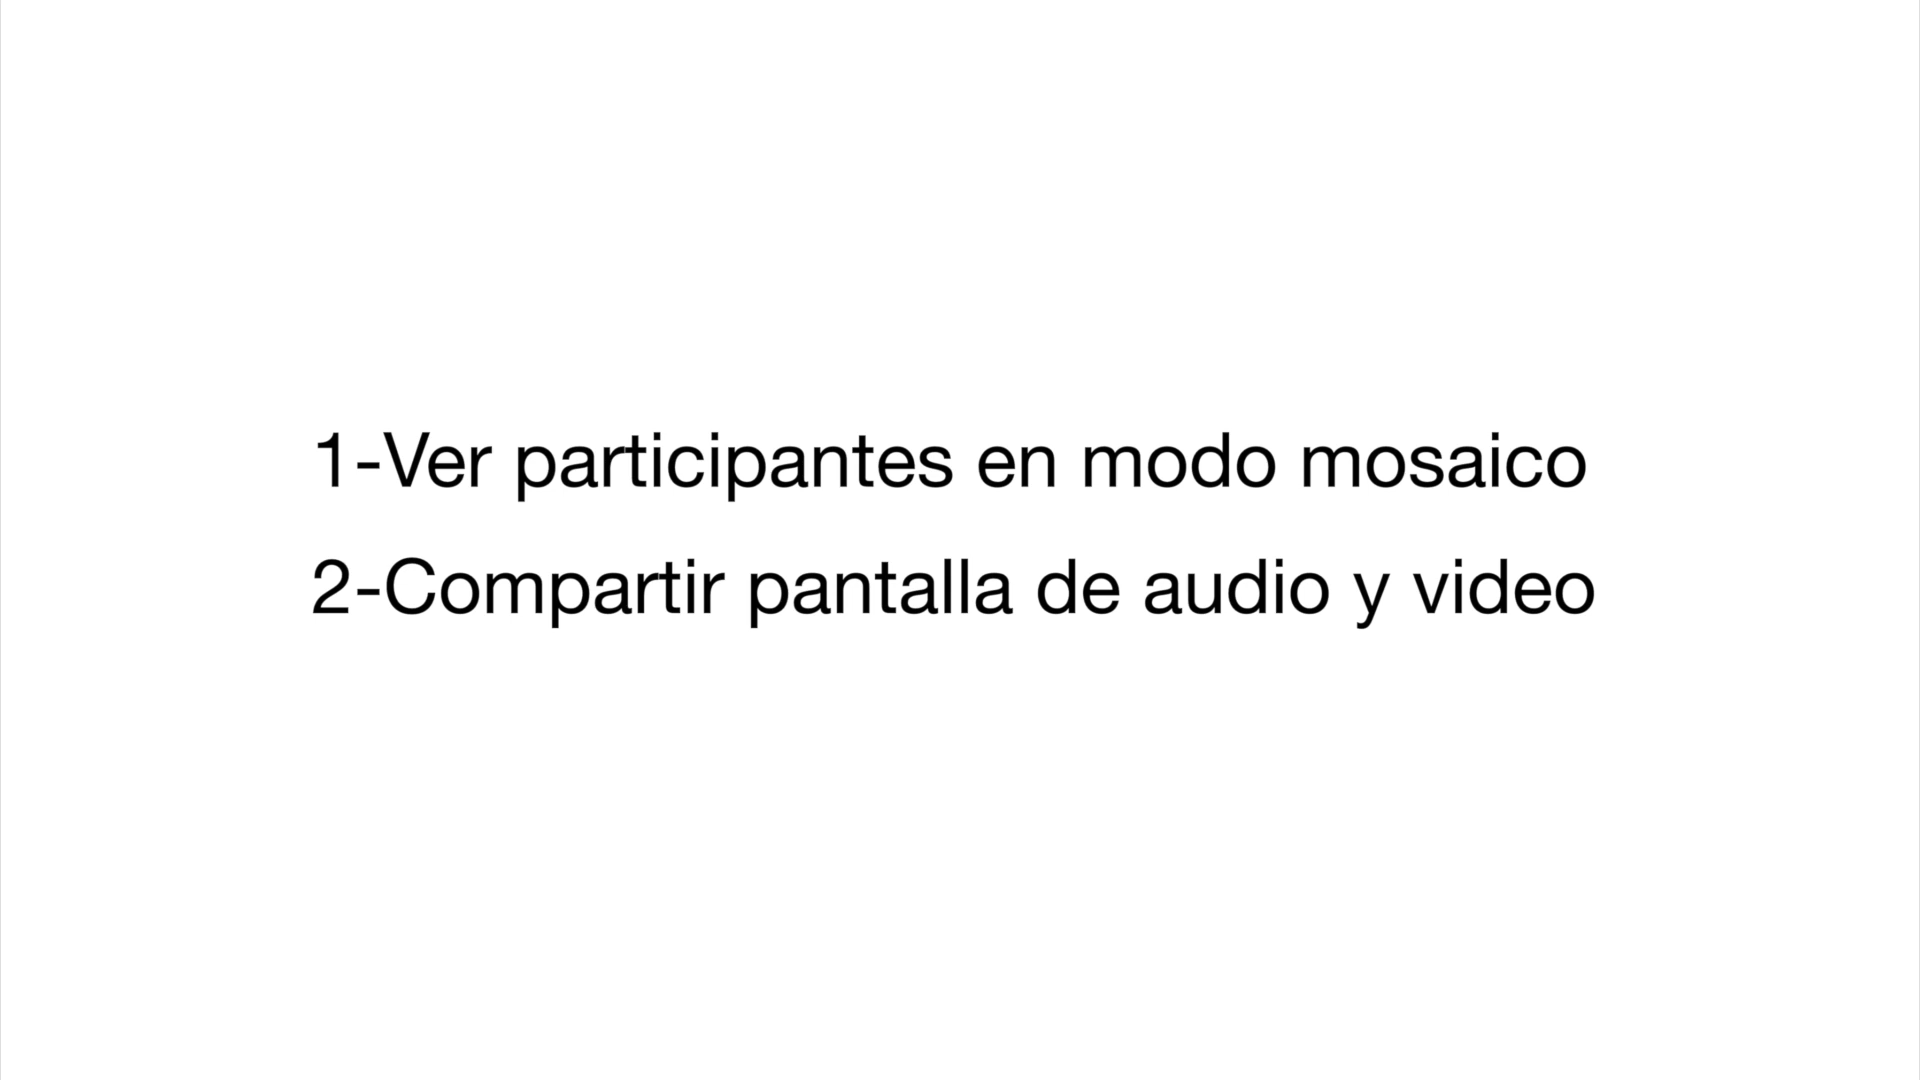 1-Ver participantes en modo mosaico
2-Compartir pantalla de audio y video